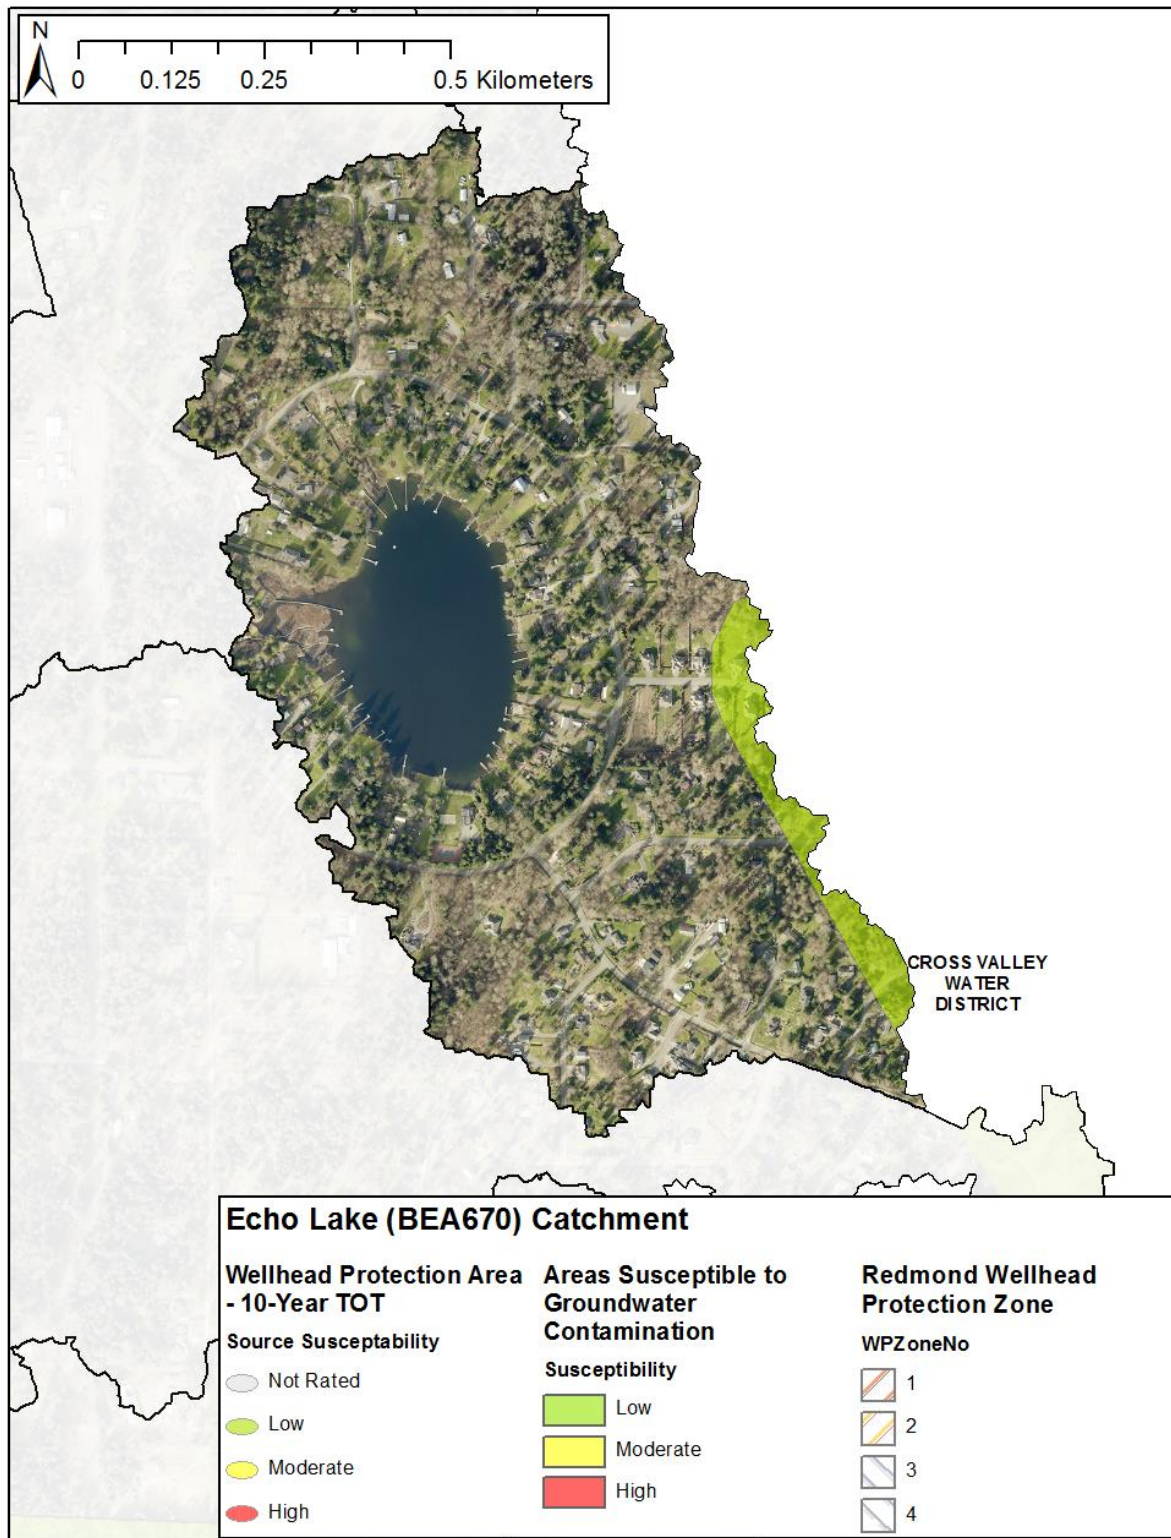 N
0 0.125 0.25 0.5 Kilometers
CROSS VALLEY
WATER
DISTRICT
Echo Lake (BEA670) Catchment
Wellhead Protection Area
- 10-Year TOT
Source Susceptability
Not Rated
Low
Moderate
High
Areas Susceptible to
Groundwater
Contamination
Susceptibility
Low
Moderate
High
Redmond Wellhead
Protection Zone
WPZoneNo
1
2
3
4